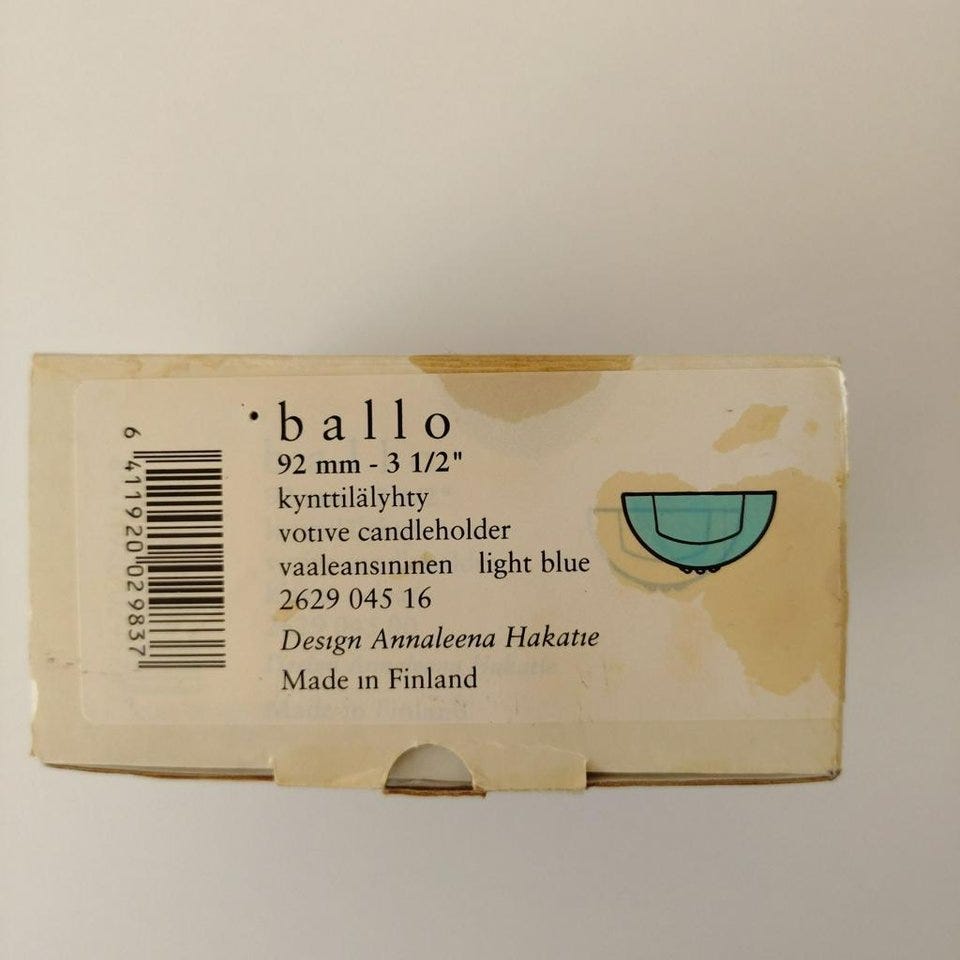 ballo
92 mm - 3 1/2"
kynttilälyhty
votive candleholder
vaaleansininen light blue
2629 045 16
Design Annaleena Hakatie
Made in Finland
6 411920 029837